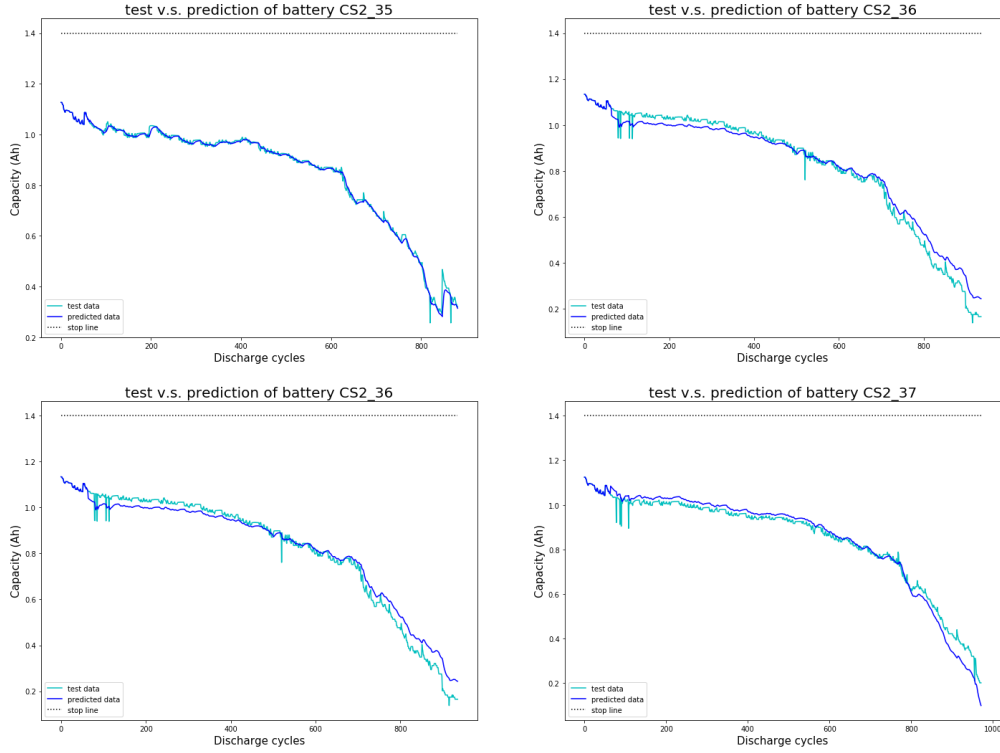 test v.s. prediction of battery CS2_35
1.4
1.2
1.0
0.8
0.6
0.4
0.2
Capacity (Ah)
test data
predicted data
stop line
0
200
400
600
800
Discharge cycles
test v.s. prediction of battery CS2_36
1.4
1.2
1.0
0.8
0.6
0.4
0.2
Capacity (Ah)
test data
predicted data
stop line
0
200
400
600
800
Discharge cycles
test v.s. prediction of battery CS2_36
1.4
1.2
1.0
0.8
0.6
0.4
0.2
Capacity (Ah)
test data
predicted data
stop line
0
200
400
600
800
Discharge cycles
test v.s. prediction of battery CS2_37
1.4
1.2
1.0
0.8
0.6
0.4
0.2
Capacity (Ah)
test data
predicted data
stop line
0
200
400
600
800
1000
Discharge cycles